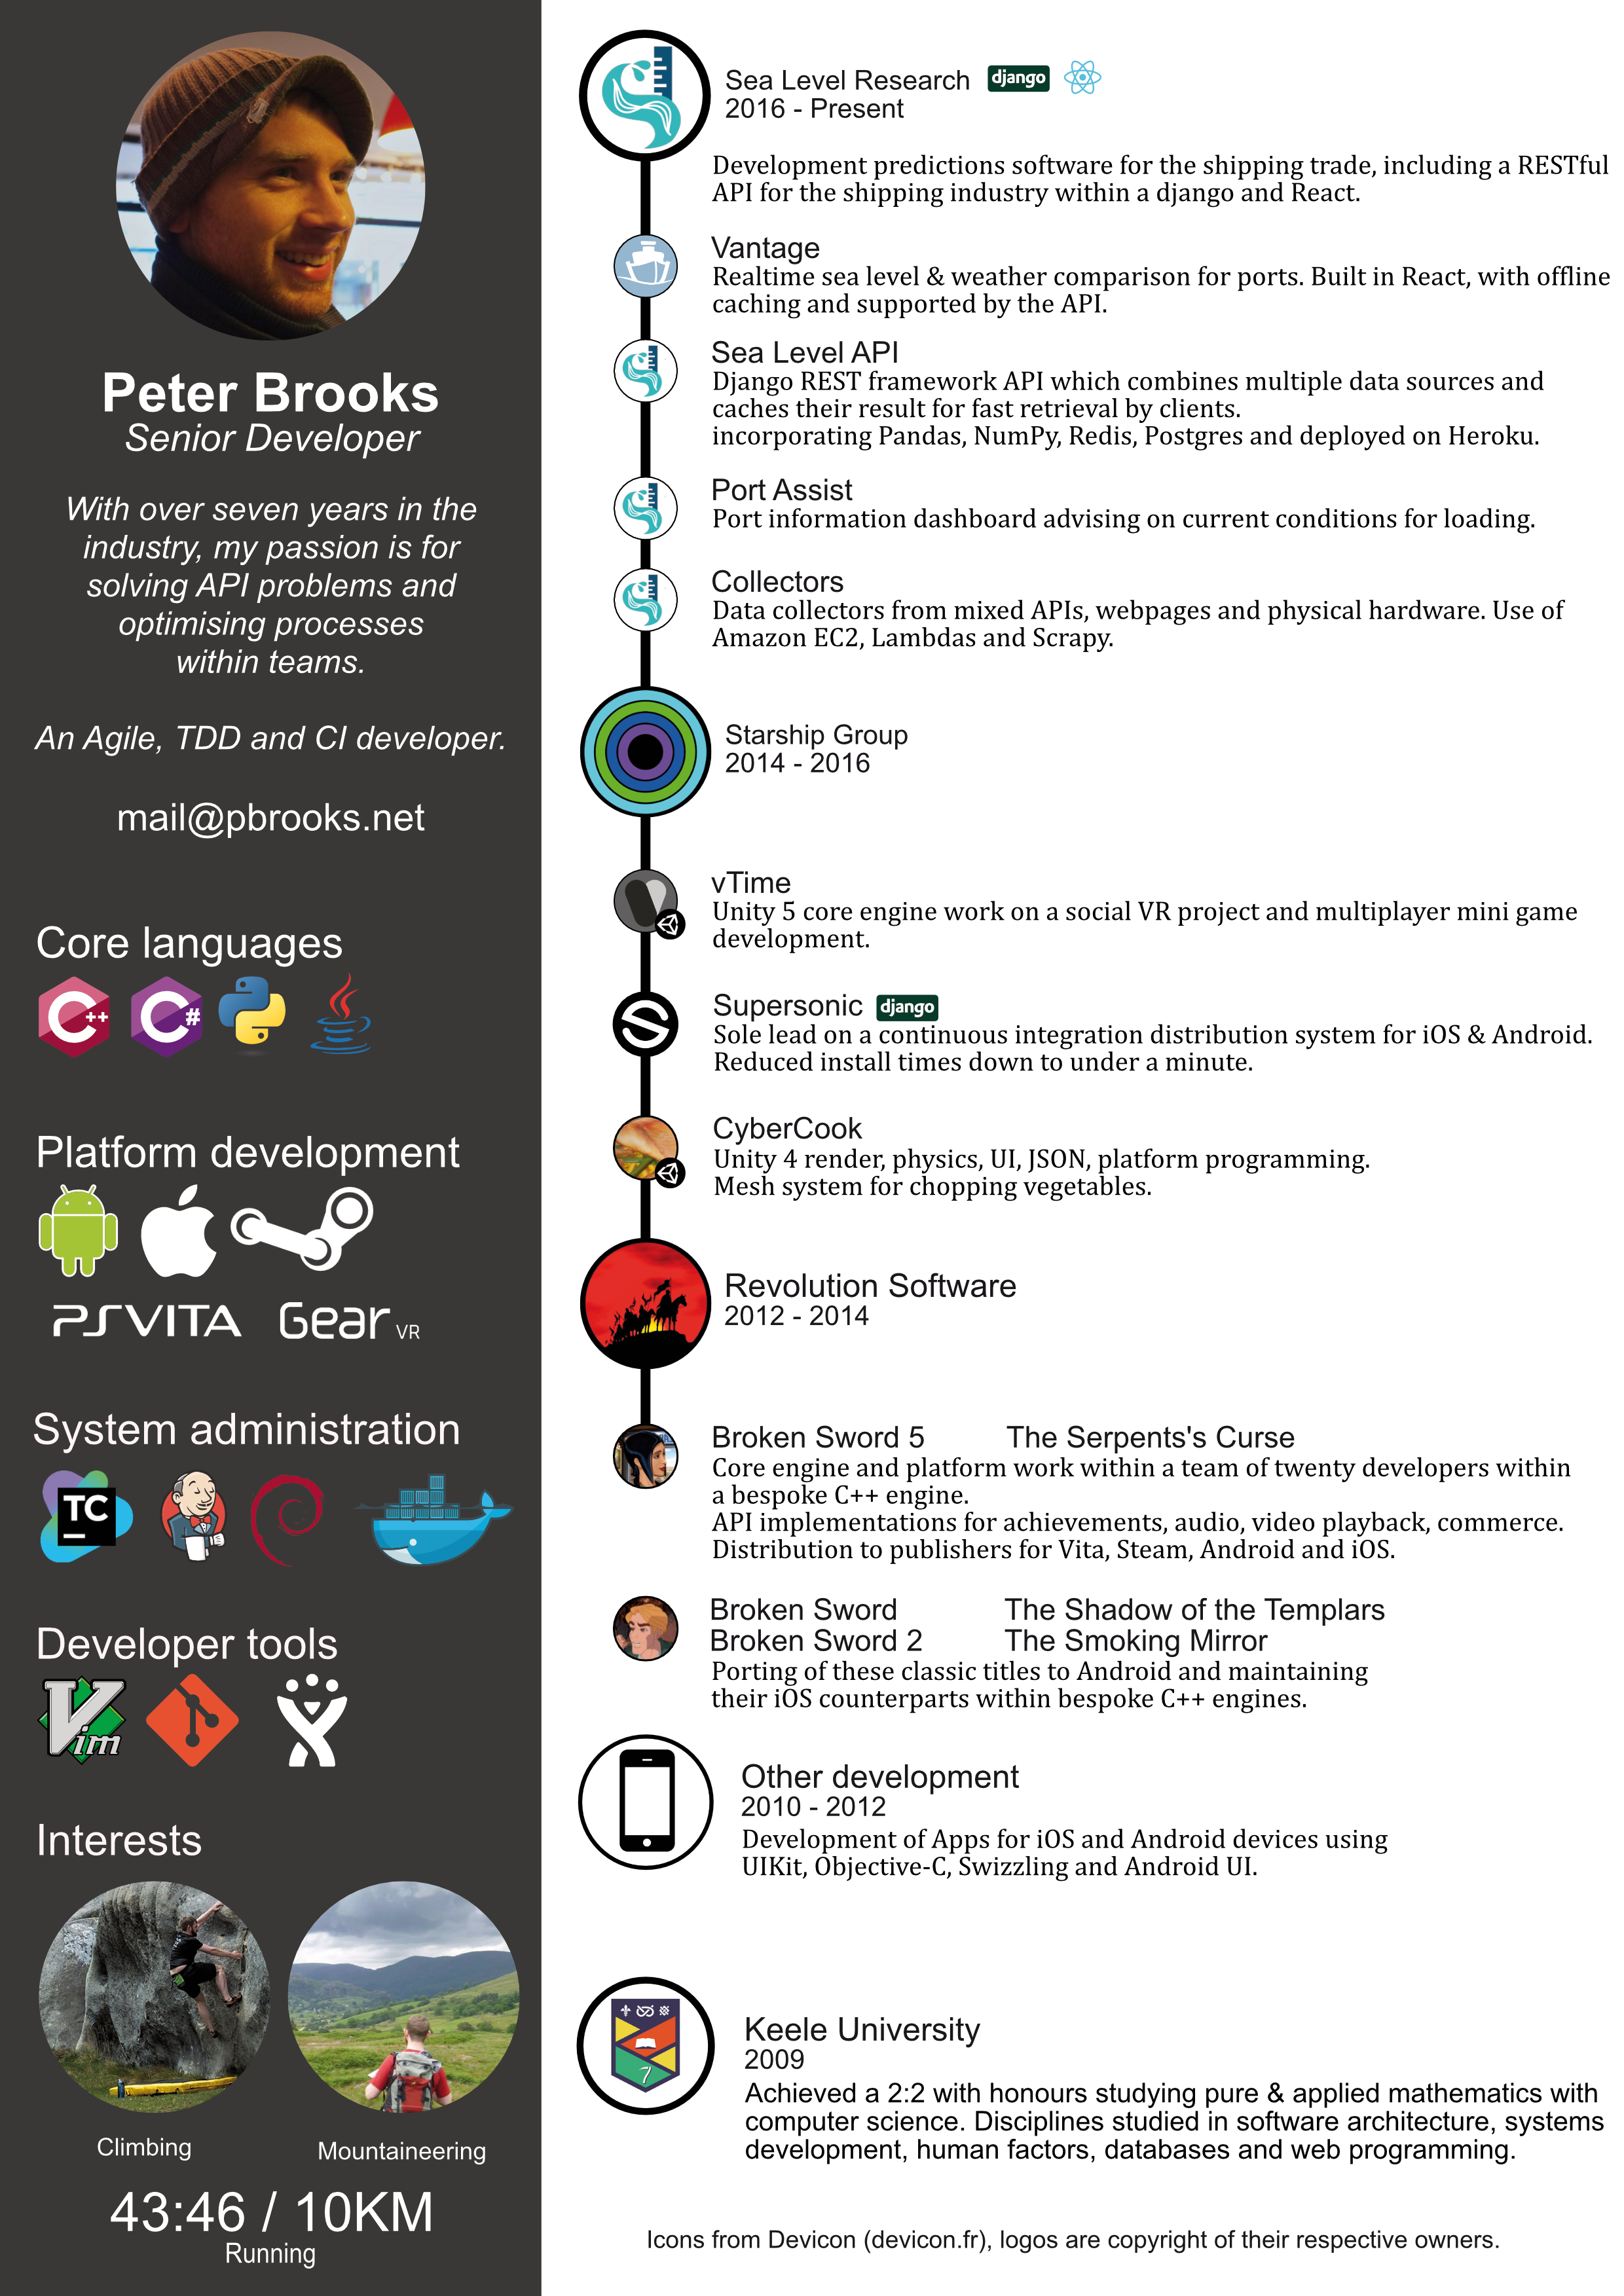 Peter Brooks
Senior Developer
With over seven years in the
industry, my passion is for
solving API problems and
optimising processes
within teams.
An Agile, TDD and CI developer.
mail@pbrooks.net
Core languages
C++
C#
Platform development
PSVITA
Gear VR
System administration
TC
Developer tools
Vim
Interests
Climbing
Mountaineering
43:46 / 10KM
Running
Sea Level Research django
2016 - Present
Development predictions software for the shipping trade, including a RESTful
API for the shipping industry within a django and React.
Vantage
Realtime sea level & weather comparison for ports. Built in React, with offline
caching and supported by the API.
Sea Level API
Django REST framework API which combines multiple data sources and
caches their result for fast retrieval by clients.
incorporating Pandas, NumPy, Redis, Postgres and deployed on Heroku.
Port Assist
Port information dashboard advising on current conditions for loading.
Collectors
Data collectors from mixed APIs, webpages and physical hardware. Use of
Amazon EC2, Lambdas and Scrapy.
Starship Group
2014 - 2016
vTime
Unity 5 core engine work on a social VR project and multiplayer mini game
development.
Supersonic django
Sole lead on a continuous integration distribution system for iOS & Android.
Reduced install times down to under a minute.
CyberCook
Unity 4 render, physics, UI, JSON, platform programming.
Mesh system for chopping vegetables.
Revolution Software
2012 - 2014
Broken Sword 5 The Serpents's Curse
Core engine and platform work within a team of twenty developers within
a bespoke C++ engine.
API implementations for achievements, audio, video playback, commerce.
Distribution to publishers for Vita, Steam, Android and iOS.
Broken Sword The Shadow of the Templars
Broken Sword 2 The Smoking Mirror
Porting of these classic titles to Android and maintaining
their iOS counterparts within bespoke C++ engines.
Other development
2010 - 2012
Development of Apps for iOS and Android devices using
UIKit, Objective-C, Swizzling and Android UI.
Keele University
2009
Achieved a 2:2 with honours studying pure & applied mathematics with
computer science. Disciplines studied in software architecture, systems
development, human factors, databases and web programming.
Icons from Devicon (devicon.fr), logos are copyright of their respective owners.